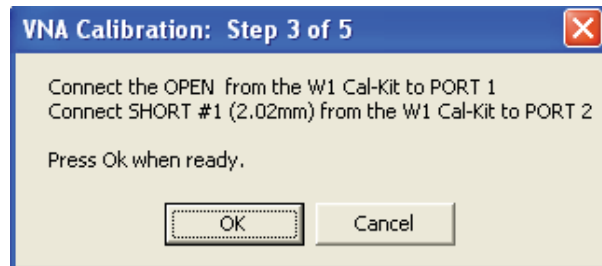 VNA Calibration: Step 3 of 5
Connect the OPEN from the W1 Cal-Kit to PORT 1
Connect SHORT #1 (2.02mm) from the W1 Cal-Kit to PORT 2
Press Ok when ready.
OK
Cancel